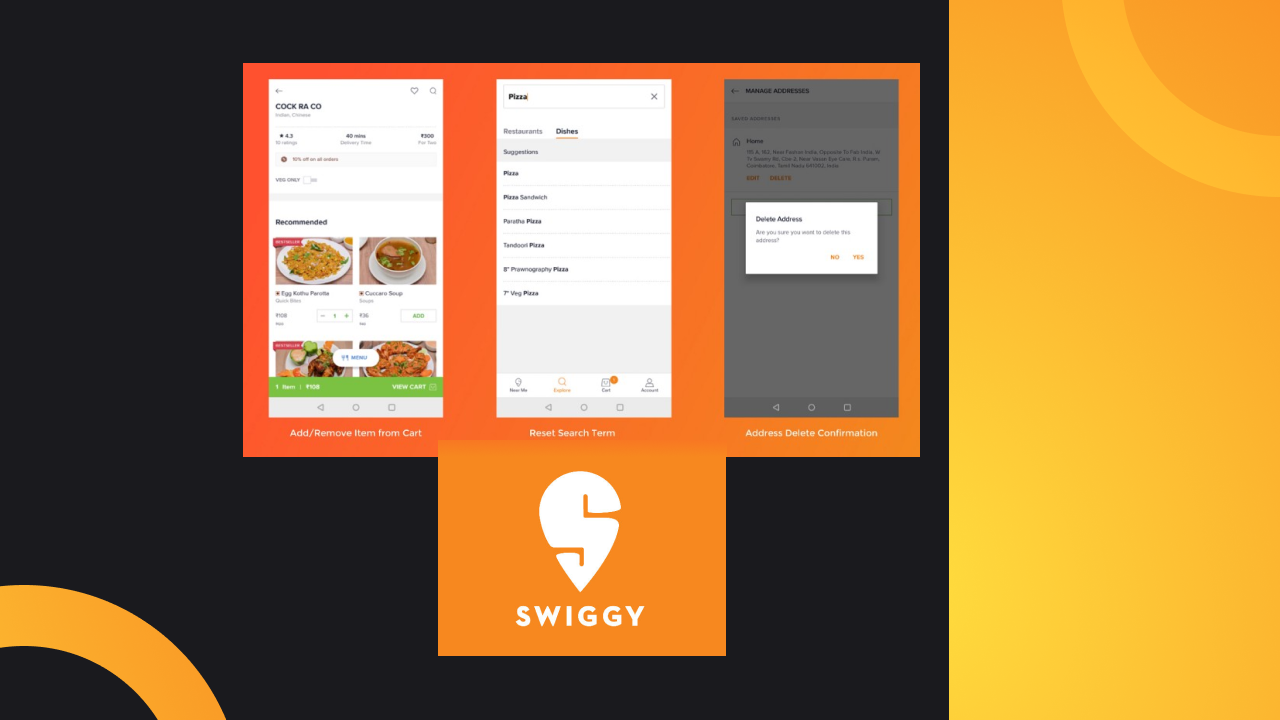 COCK RA CO
Indian, Chinese
★ 4.3
10 ratings
40 mins
Delivery Time
₹300
For Two
10% off on all orders
VEG ONLY
Recommended
BESTSELLER
Egg Kothu Parotta
Quick Bites
₹108
1
Cuccaro Soup
Soups
₹36
ADD
BESTSELLER
MENU
1 Item | ₹108
VIEW CART
Add/Remove Item from Cart
Pizza
Restaurants
Dishes
Suggestions
Pizza
Pizza Sandwich
Paratha Pizza
Tandoori Pizza
8" Prawnography Pizza
7" Veg Pizza
Near Me
Explore
Cart
Account
Reset Search Term
MANAGE ADDRESSES
SAVED ADDRESSES
Home
Coimbatore, Tamil Nadu 641062, India
EDIT
DELETE
Delete Address
Are you sure you want to delete this
address?
NO
YES
Address Delete Confirmation
SWIGGY